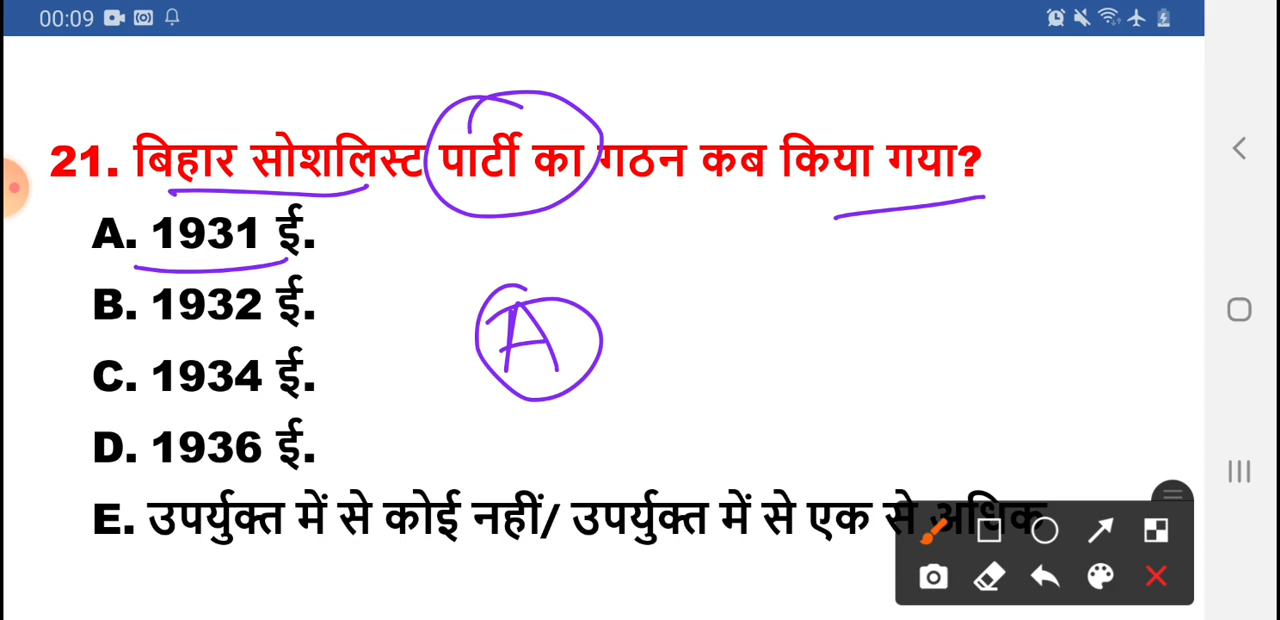 00:09
21. बिहार सोशलिस्ट पार्टी का गठन कब किया गया?
A. 1931 ई.
B. 1932 ई.
A
C. 1934 ई.
D. 1936 ई.
E. उपर्युक्त में से कोई नहीं/ उपर्युक्त में से एक से अधिक